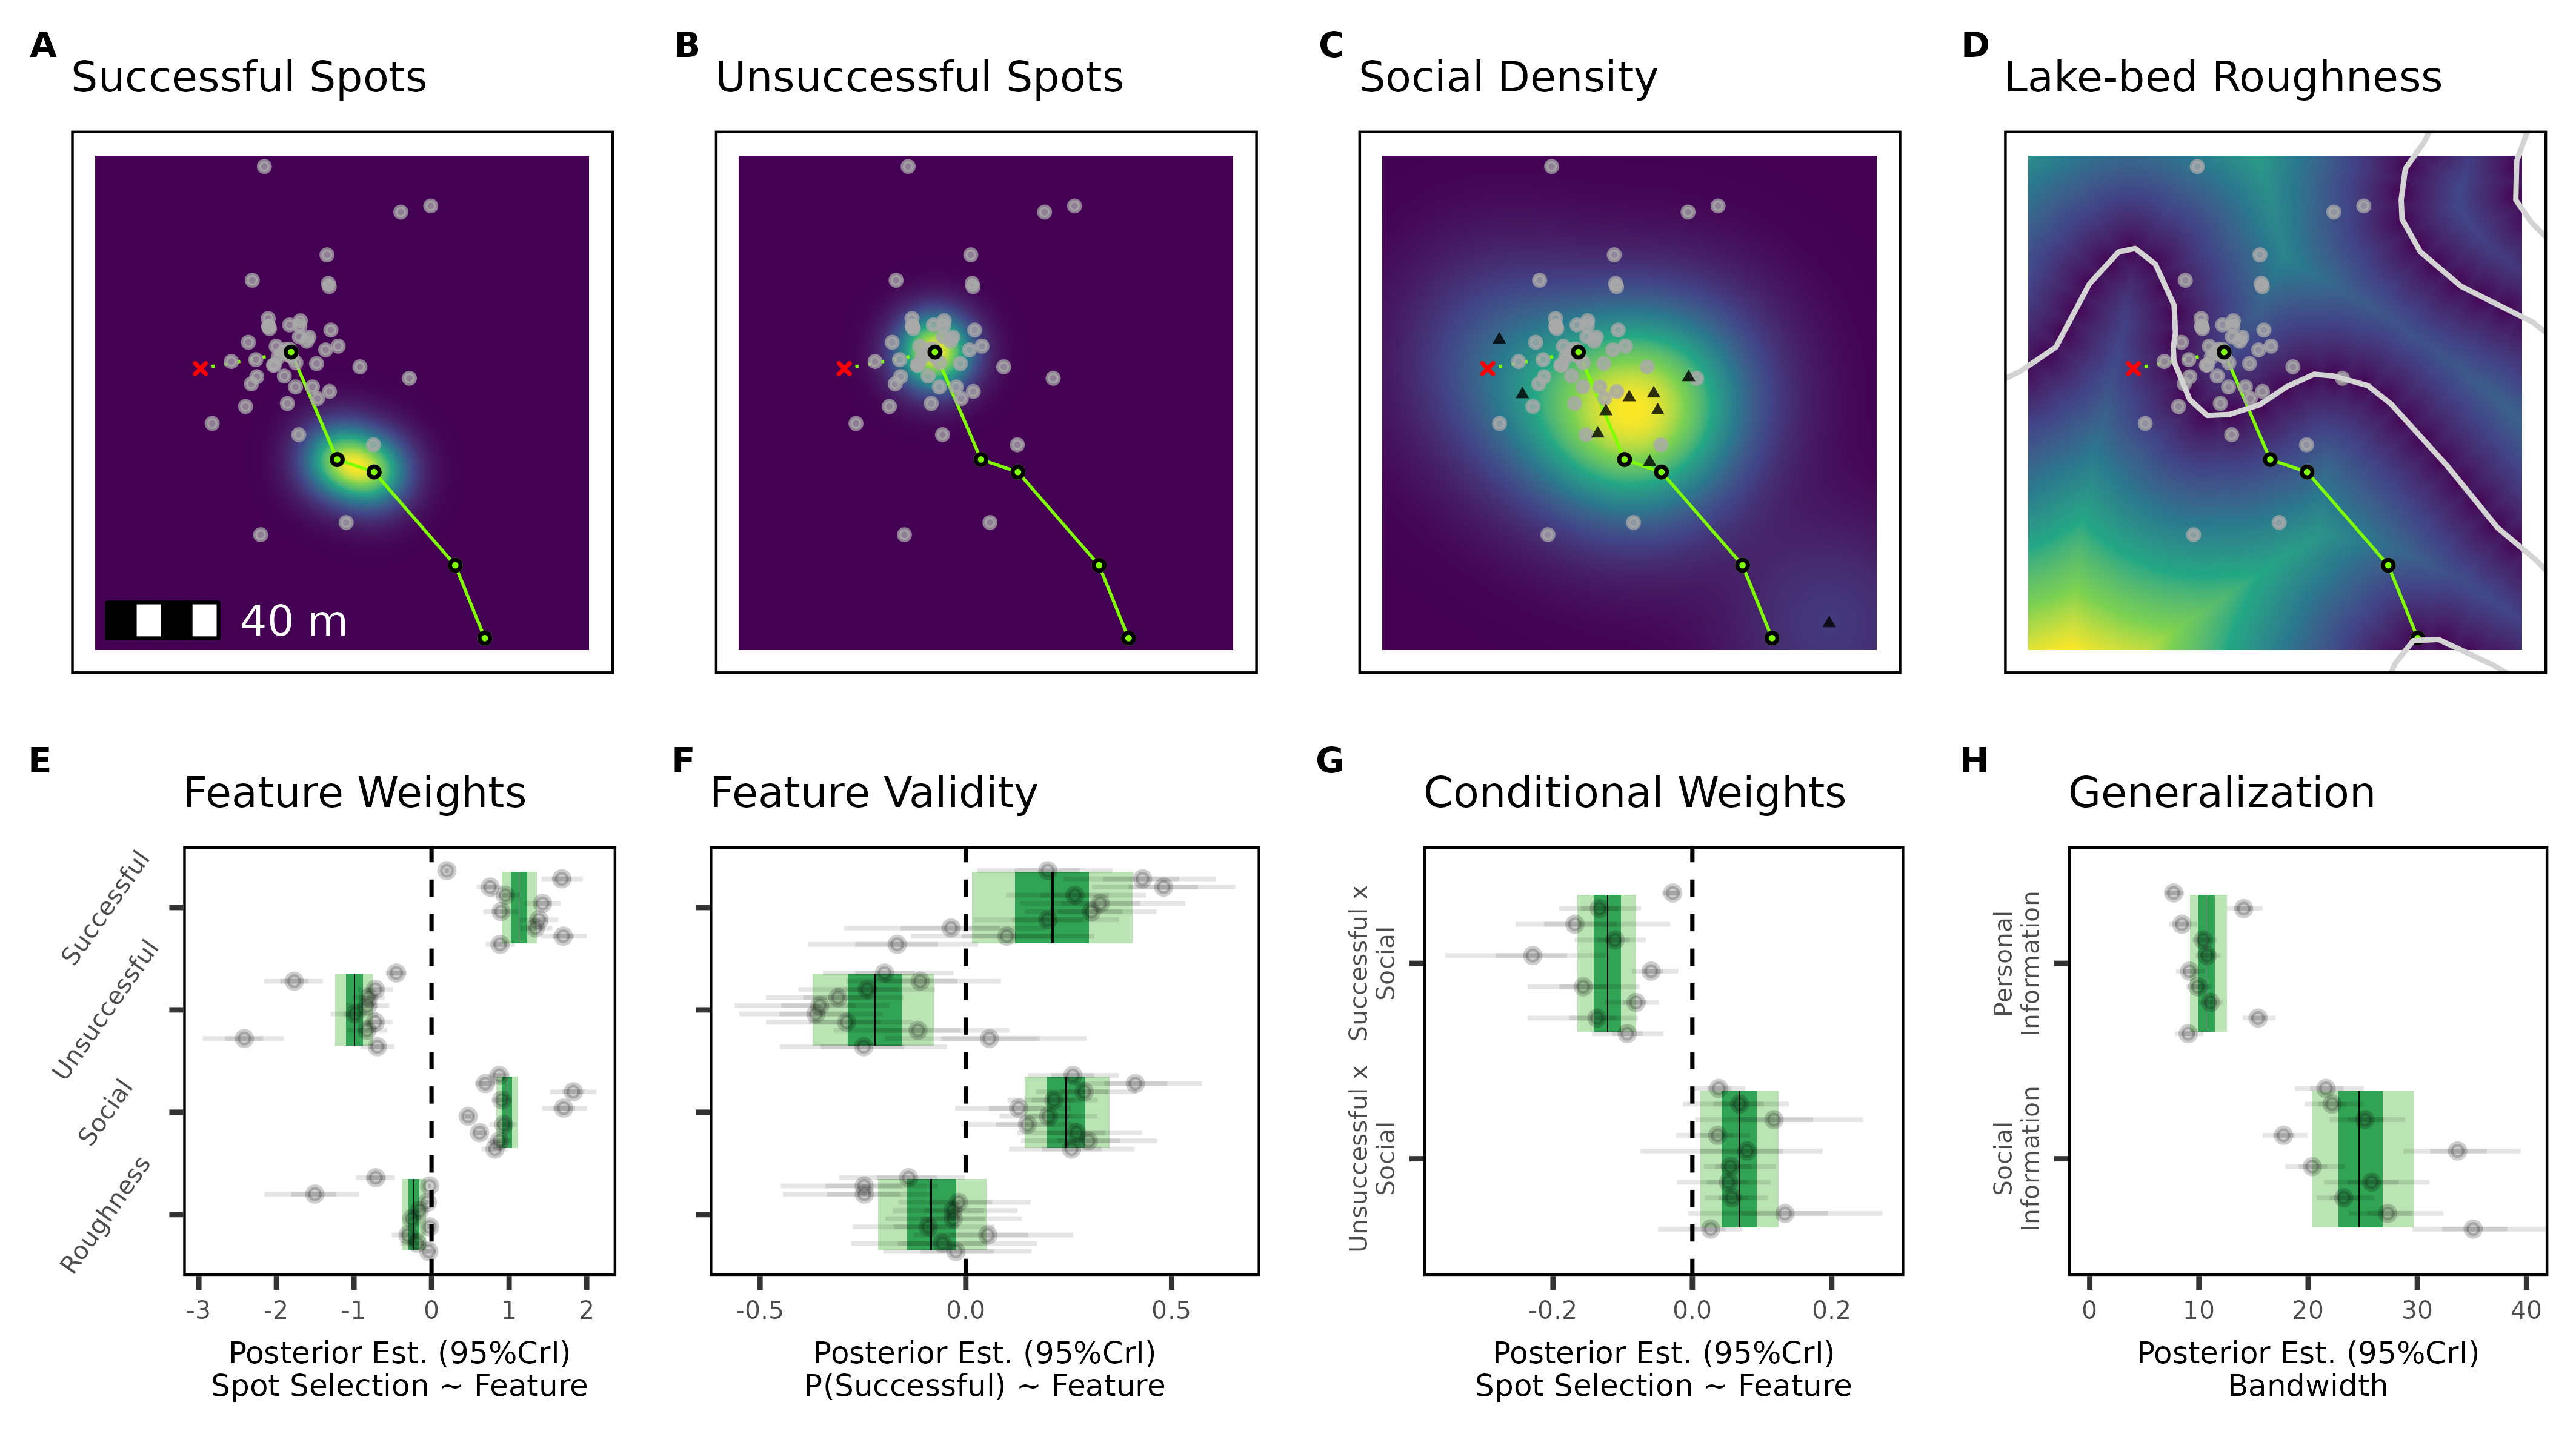 A
Successful Spots
B
Unsuccessful Spots
C
Social Density
D
Lake-bed Roughness
40 m
E
Feature Weights
Successful
Unsuccessful
Social
Roughness
-3 -2 -1 0 1 2
Posterior Est. (95%CrI)
Spot Selection ~ Feature
F
Feature Validity
-0.5 0.0 0.5
Posterior Est. (95%CrI)
P(Successful) ~ Feature
G
Conditional Weights
Successful x
Social
Unsuccessful x
Social
-0.2 0.0 0.2
Posterior Est. (95%CrI)
Spot Selection ~ Feature
H
Generalization
Personal
Information
Social
Information
0 10 20 30 40
Posterior Est. (95%CrI)
Bandwidth